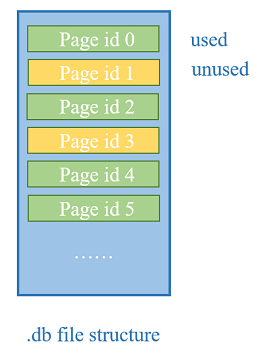 Page id 0 used
Page id 1 unused
Page id 2
Page id 3
Page id 4
Page id 5
......
.db file structure